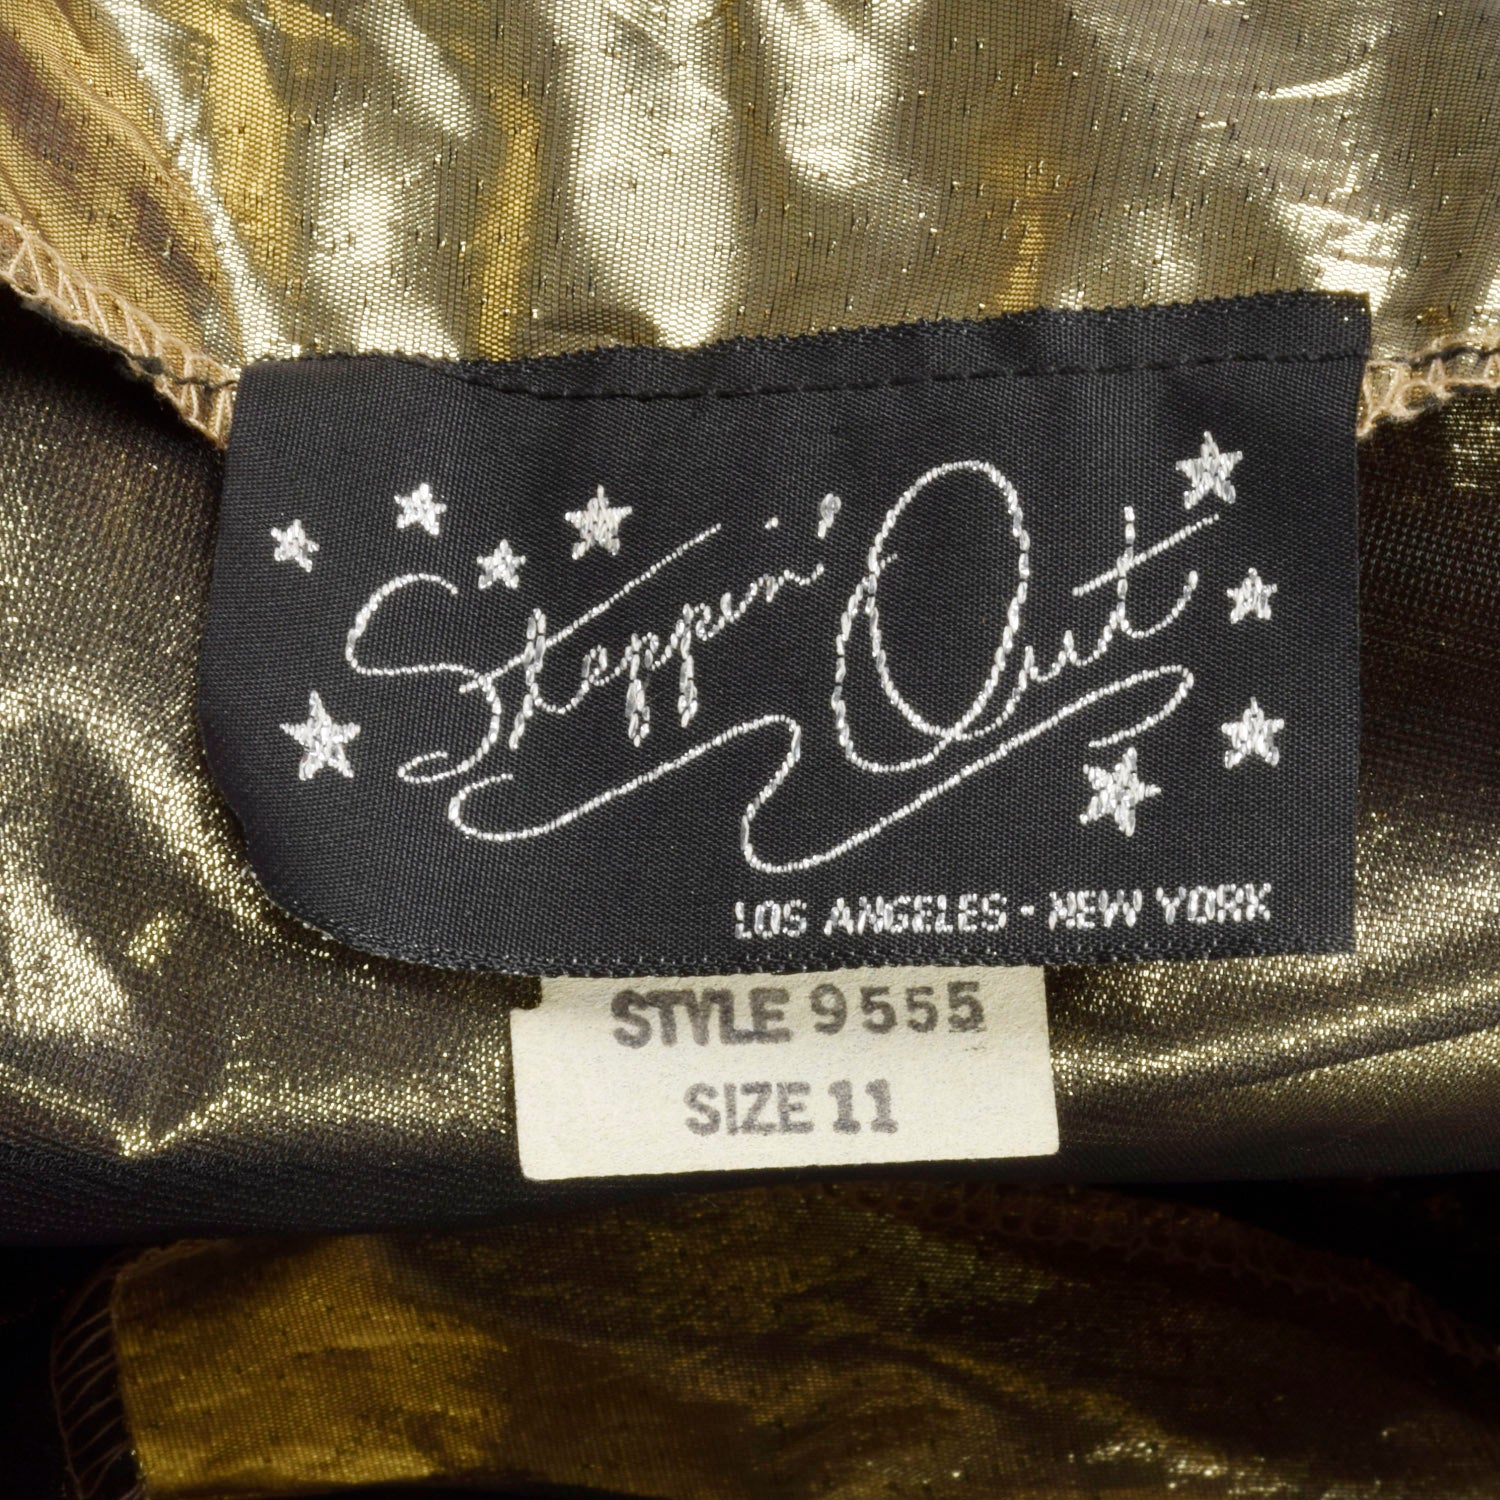 Steppin' Out
LOS ANGELES - NEW YORK
STYLE 9555
SIZE 11